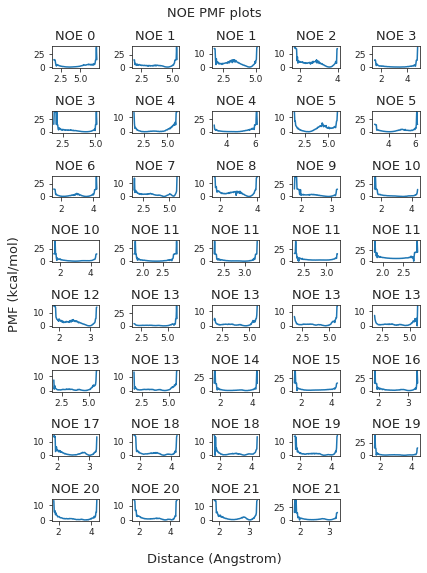 NOE PMF plots
NOE 0 NOE 1 NOE 1 NOE 2 NOE 3
25 0 2.5 5.0
25 0 2.5 5.0
10 0 2.5 5.0
10 0 2 4
25 0 2 4
NOE 3 NOE 4 NOE 4 NOE 5 NOE 5
25 0 2.5 5.0
10 0 2.5 5.0
25 0 4 6
10 0 2.5 5.0
25 0 4 6
NOE 6 NOE 7 NOE 8 NOE 9 NOE 10
25 0 2 4
10 0 2.5 5.0
10 0 2 4
25 0 2 3
25 0 2 4
NOE 10 NOE 11 NOE 11 NOE 11 NOE 11
25 0 2 4
25 0 2.0 2.5
25 0 2.5 3.0
25 0 2.5 3.0
10 0 2.0 2.5
NOE 12 NOE 13 NOE 13 NOE 13 NOE 13
10 0 2 3
25 0 2.5 5.0
10 0 2.5 5.0
10 0 2.5 5.0
10 0 2.5 5.0
NOE 13 NOE 13 NOE 14 NOE 15 NOE 16
10 0 2.5 5.0
10 0 2.5 5.0
25 0 2 4
25 0 2 4
25 0 2 3
NOE 17 NOE 18 NOE 18 NOE 19 NOE 19
10 0 2 3
10 0 2 4
10 0 2 4
10 0 2 4
25 0 2 4
NOE 20 NOE 20 NOE 21 NOE 21
10 0 2 4
10 0 2 4
10 0 2 3
25 0 2 3
PMF (kcal/mol)
Distance (Angstrom)